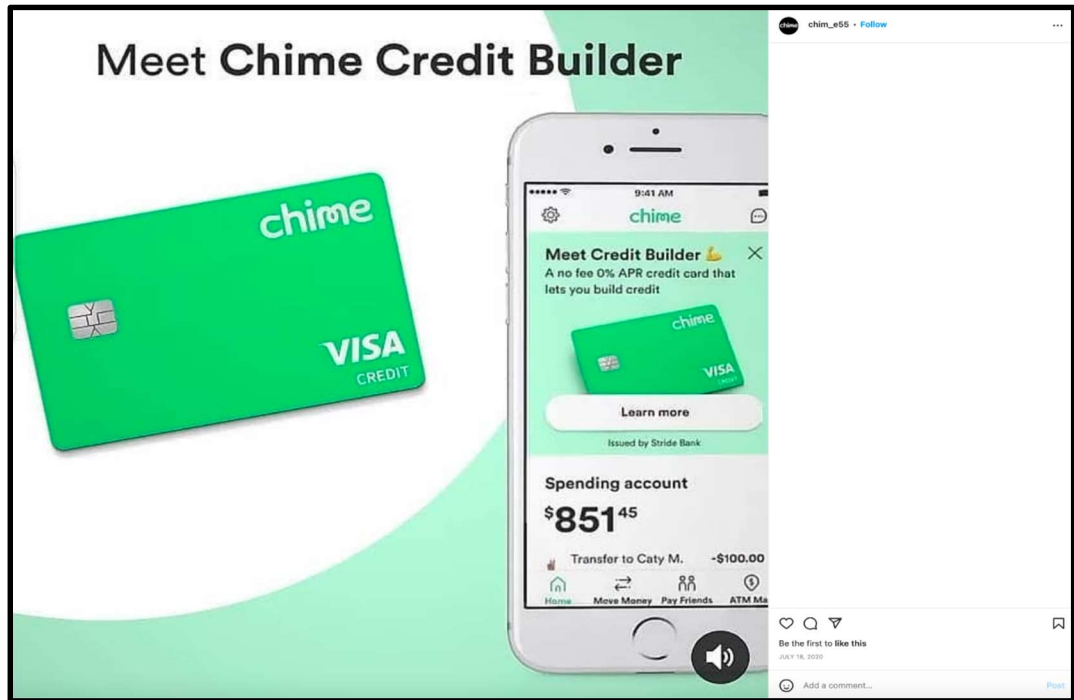 Meet Chime Credit Builder
chime
VISA
CREDIT
9:41 AM
chime
Meet Credit Builder 💪
A no fee 0% APR credit card that
lets you build credit
chime
VISA
CREDIT
Learn more
Issued by Stride Bank
Spending account
$851 45
Transfer to Caty M. -$100.00
Home Move Money Pay Friends ATM Ma
chime chim_e55 • Follow
Be the first to like this
JULY 18, 2020
Add a comment... Post